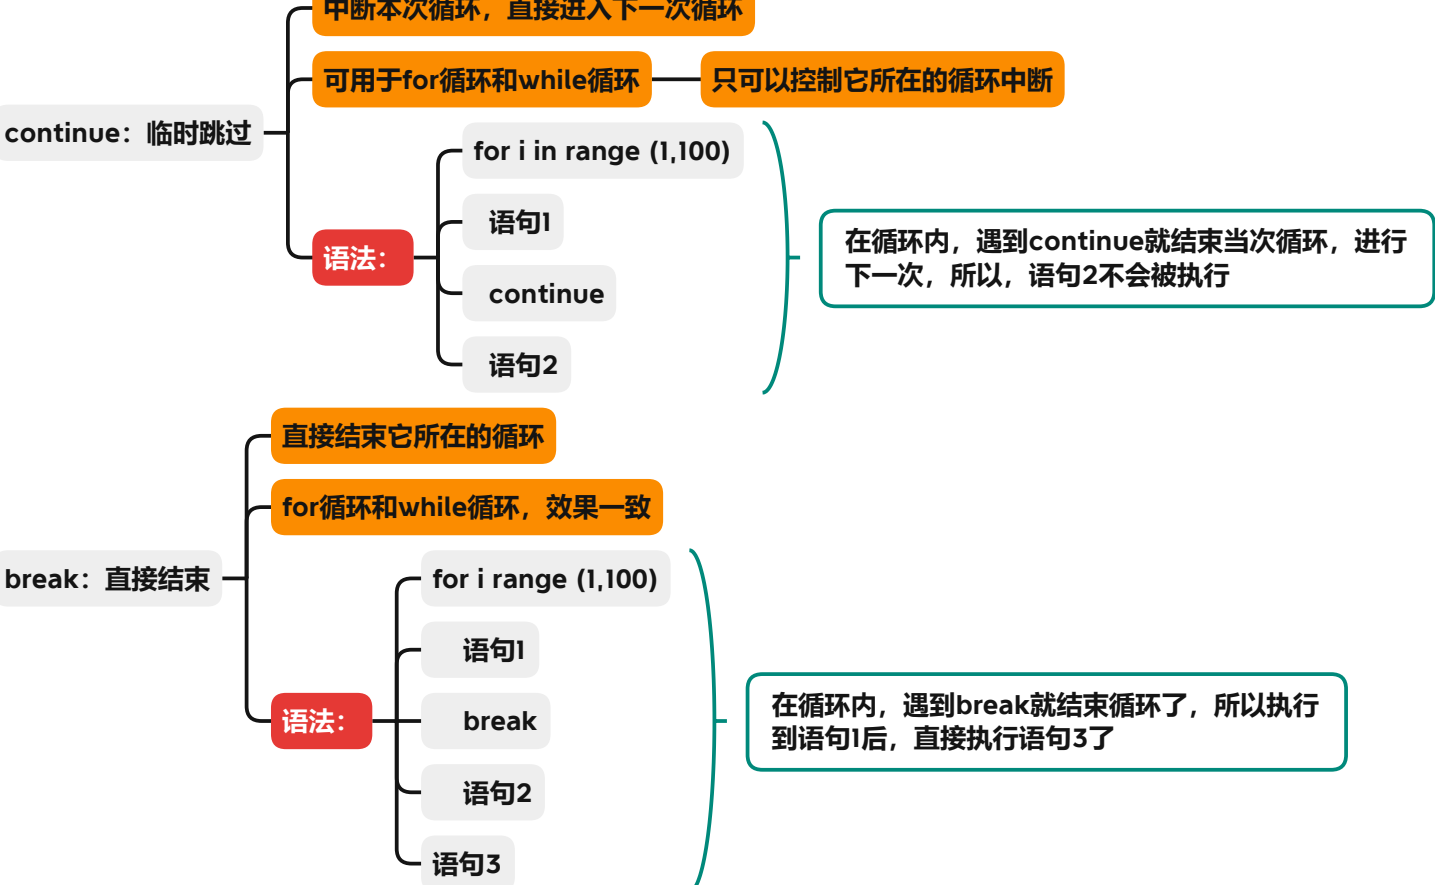 中断本次循环，直接进入下一次循环
可用于for循环和while循环
只可以控制它所在的循环中断
continue：临时跳过
for i in range (1,100)
语句1
在循环内，遇到continue就结束当次循环，进行
下一次，所以，语句2不会被执行
语法：
continue
语句2
直接结束它所在的循环
for循环和while循环，效果一致
break：直接结束
for i range (1,100)
语句1
在循环内，遇到break就结束循环了，所以执行
到语句1后，直接执行语句3了
语法：
break
语句2
语句3